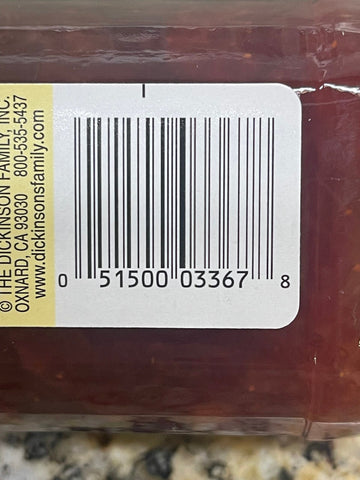 © THE DICKINSON FAMILY, INC.
OXNARD, CA 93030 800-535-5437
www.dickinsonsfamily.com
0 51500 03367 8